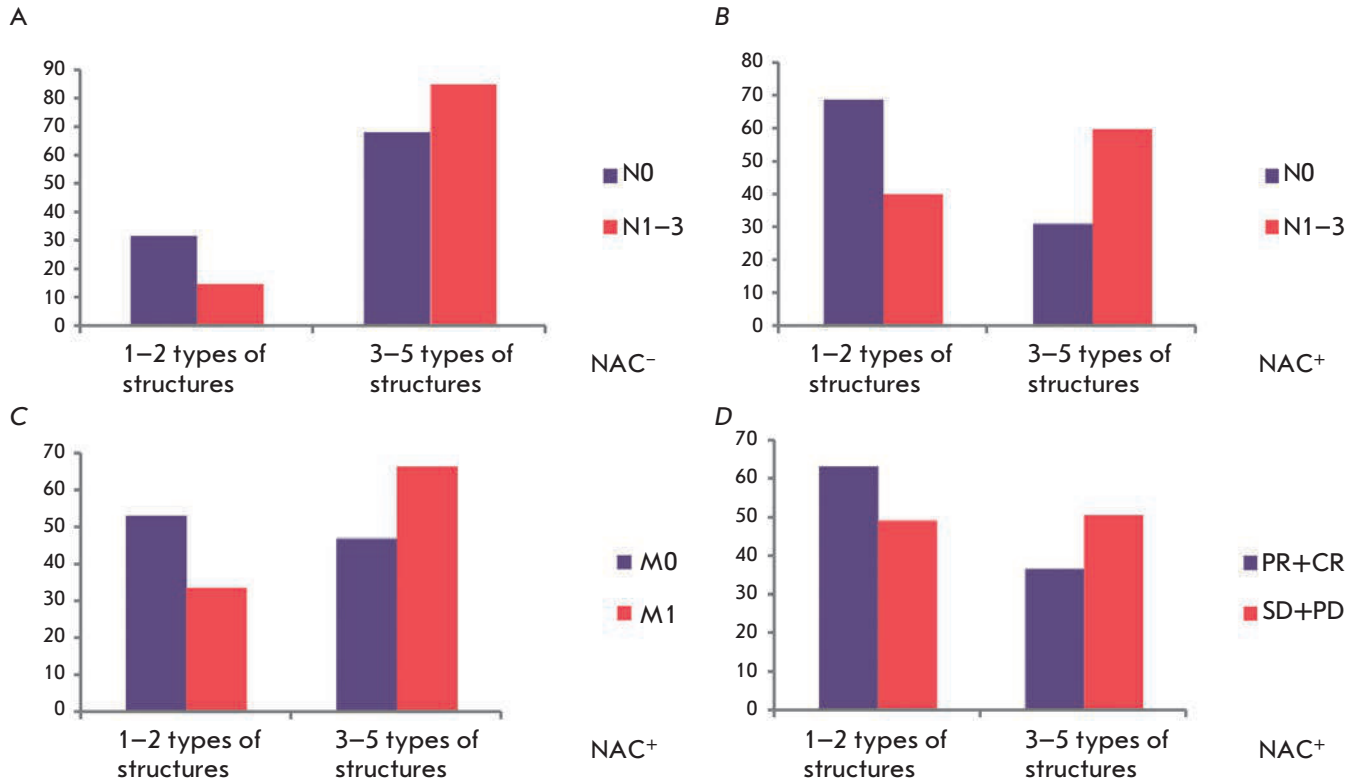 A
90
80
70
60
50
40
30
20
10
0
1–2 types of
structures
3–5 types of
structures
N0
N1–3
NAC⁻
B
80
70
60
50
40
30
20
10
0
1–2 types of
structures
3–5 types of
structures
N0
N1–3
NAC⁺
C
70
60
50
40
30
20
10
0
1–2 types of
structures
3–5 types of
structures
M0
M1
NAC⁺
D
70
60
50
40
30
20
10
0
1–2 types of
structures
3–5 types of
structures
PR+CR
SD+PD
NAC⁺